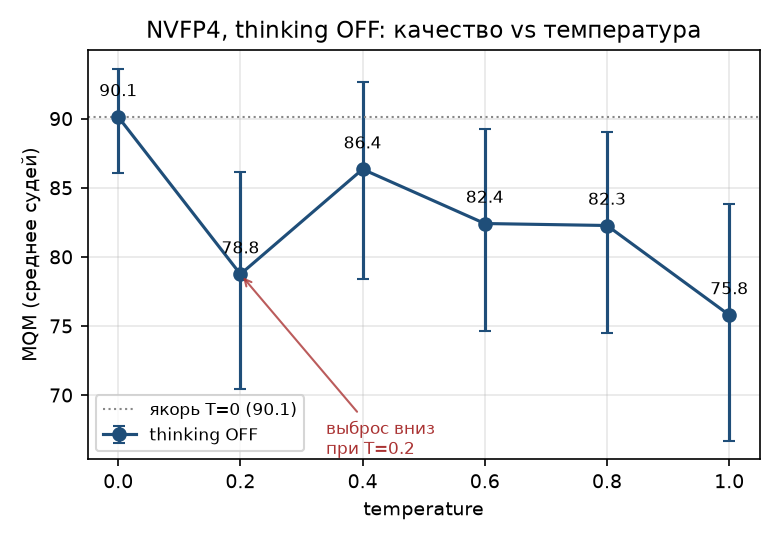 NVFP4, thinking OFF: качество vs температура
MQM (среднее судей)
90
85
80
75
70
90.1
78.8
86.4
82.4
82.3
75.8
выброс вниз
при T=0.2
якорь T=0 (90.1)
thinking OFF
0.0 0.2 0.4 0.6 0.8 1.0
temperature